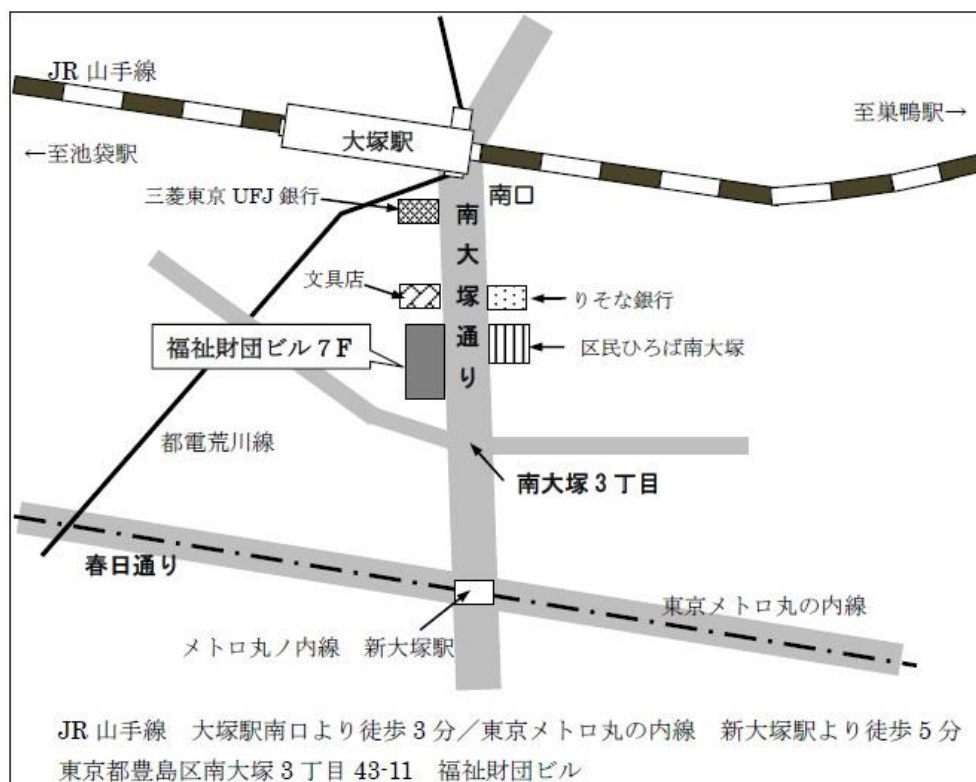 JR 山手線
至巣鴨駅→
大塚駅
←至池袋駅
南口
三菱東京 UFJ 銀行
南大塚通り
文具店
りそな銀行
福祉財団ビル7F
区民ひろば南大塚
都電荒川線
南大塚3丁目
春日通り
東京メトロ丸の内線
メトロ丸ノ内線 新大塚駅
JR 山手線 大塚駅南口より徒歩 3 分／東京メトロ丸の内線 新大塚駅より徒歩 5 分
東京都豊島区南大塚 3 丁目 43-11 福祉財団ビル